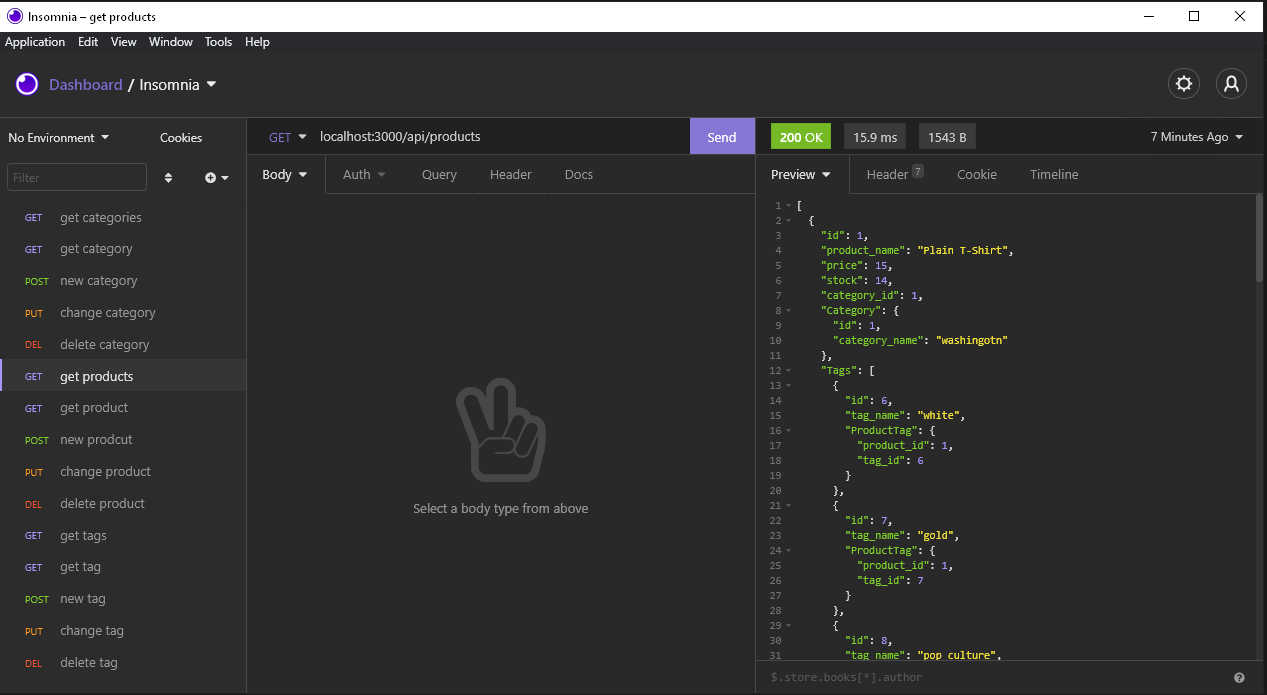 Insomnia – get products
Application Edit View Window Tools Help
Dashboard / Insomnia
No Environment Cookies
Filter
GET get categories
GET get category
POST new category
PUT change category
DEL delete category
GET get products
GET get product
POST new prodcut
PUT change product
DEL delete product
GET get tags
GET get tag
POST new tag
PUT change tag
DEL delete tag
GET localhost:3000/api/products Send
Body Auth Query Header Docs
Select a body type from above
200 OK 15.9 ms 1543 B 7 Minutes Ago
Preview Header 7 Cookie Timeline
1 [
2 {
3 "id": 1,
4 "product_name": "Plain T-Shirt",
5 "price": 15,
6 "stock": 14,
7 "category_id": 1,
8 "Category": {
9 "id": 1,
10 "category_name": "washingotn"
11 },
12 "Tags": [
13 {
14 "id": 6,
15 "tag_name": "white",
16 "ProductTag": {
17 "product_id": 1,
18 "tag_id": 6
19 }
20 },
21 {
22 "id": 7,
23 "tag_name": "gold",
24 "ProductTag": {
25 "product_id": 1,
26 "tag_id": 7
27 }
28 },
29 {
30 "id": 8,
31 "tag_name": "pop culture",
$.store.books[*].author ?